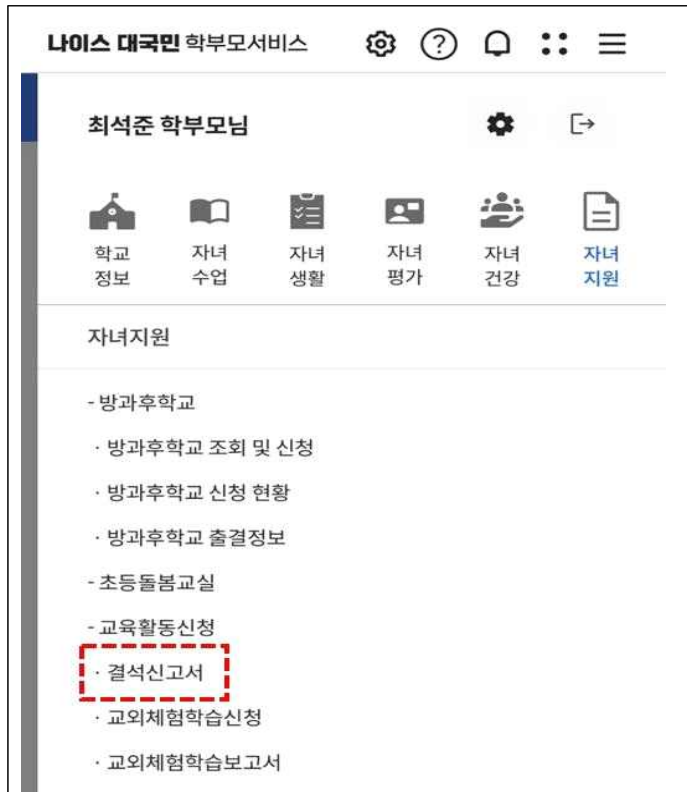 나이스 대국민 학부모서비스
최석준 학부모님
학교 자녀 자녀 자녀 자녀 자녀
정보 수업 생활 평가 건강 지원
자녀지원
- 방과후학교
· 방과후학교 조회 및 신청
· 방과후학교 신청 현황
· 방과후학교 출결정보
- 초등돌봄교실
- 교육활동신청
· 결석신고서
· 교외체험학습신청
· 교외체험학습보고서